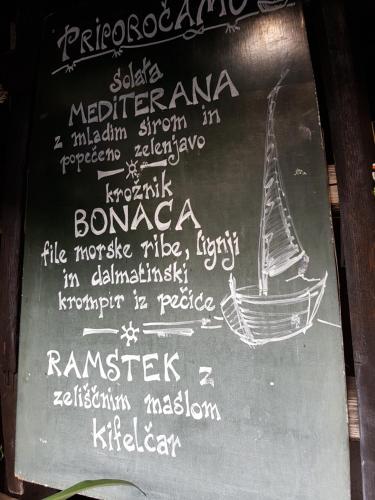 PRIPOROČAMO
solata
MEDITERANA
z mladim sirom in
popečeno zelenjavo
krožnik
BONACA
file morske ribe, lignji
in dalmatinski
krompir iz pečice
RAMSTEK z
zeliščnim maslom
kifelčar